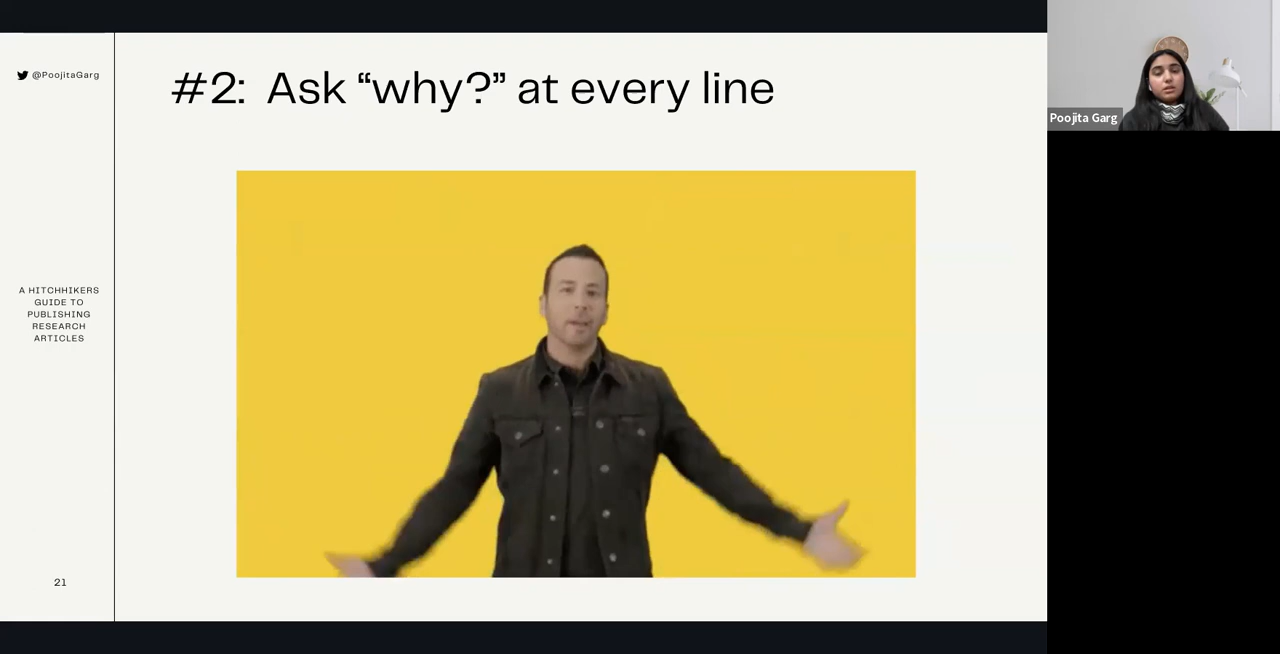 @PoojitaGarg
#2: Ask “why?” at every line
A HITCHHIKERS
GUIDE TO
PUBLISHING
RESEARCH
ARTICLES
21
Poojita Garg